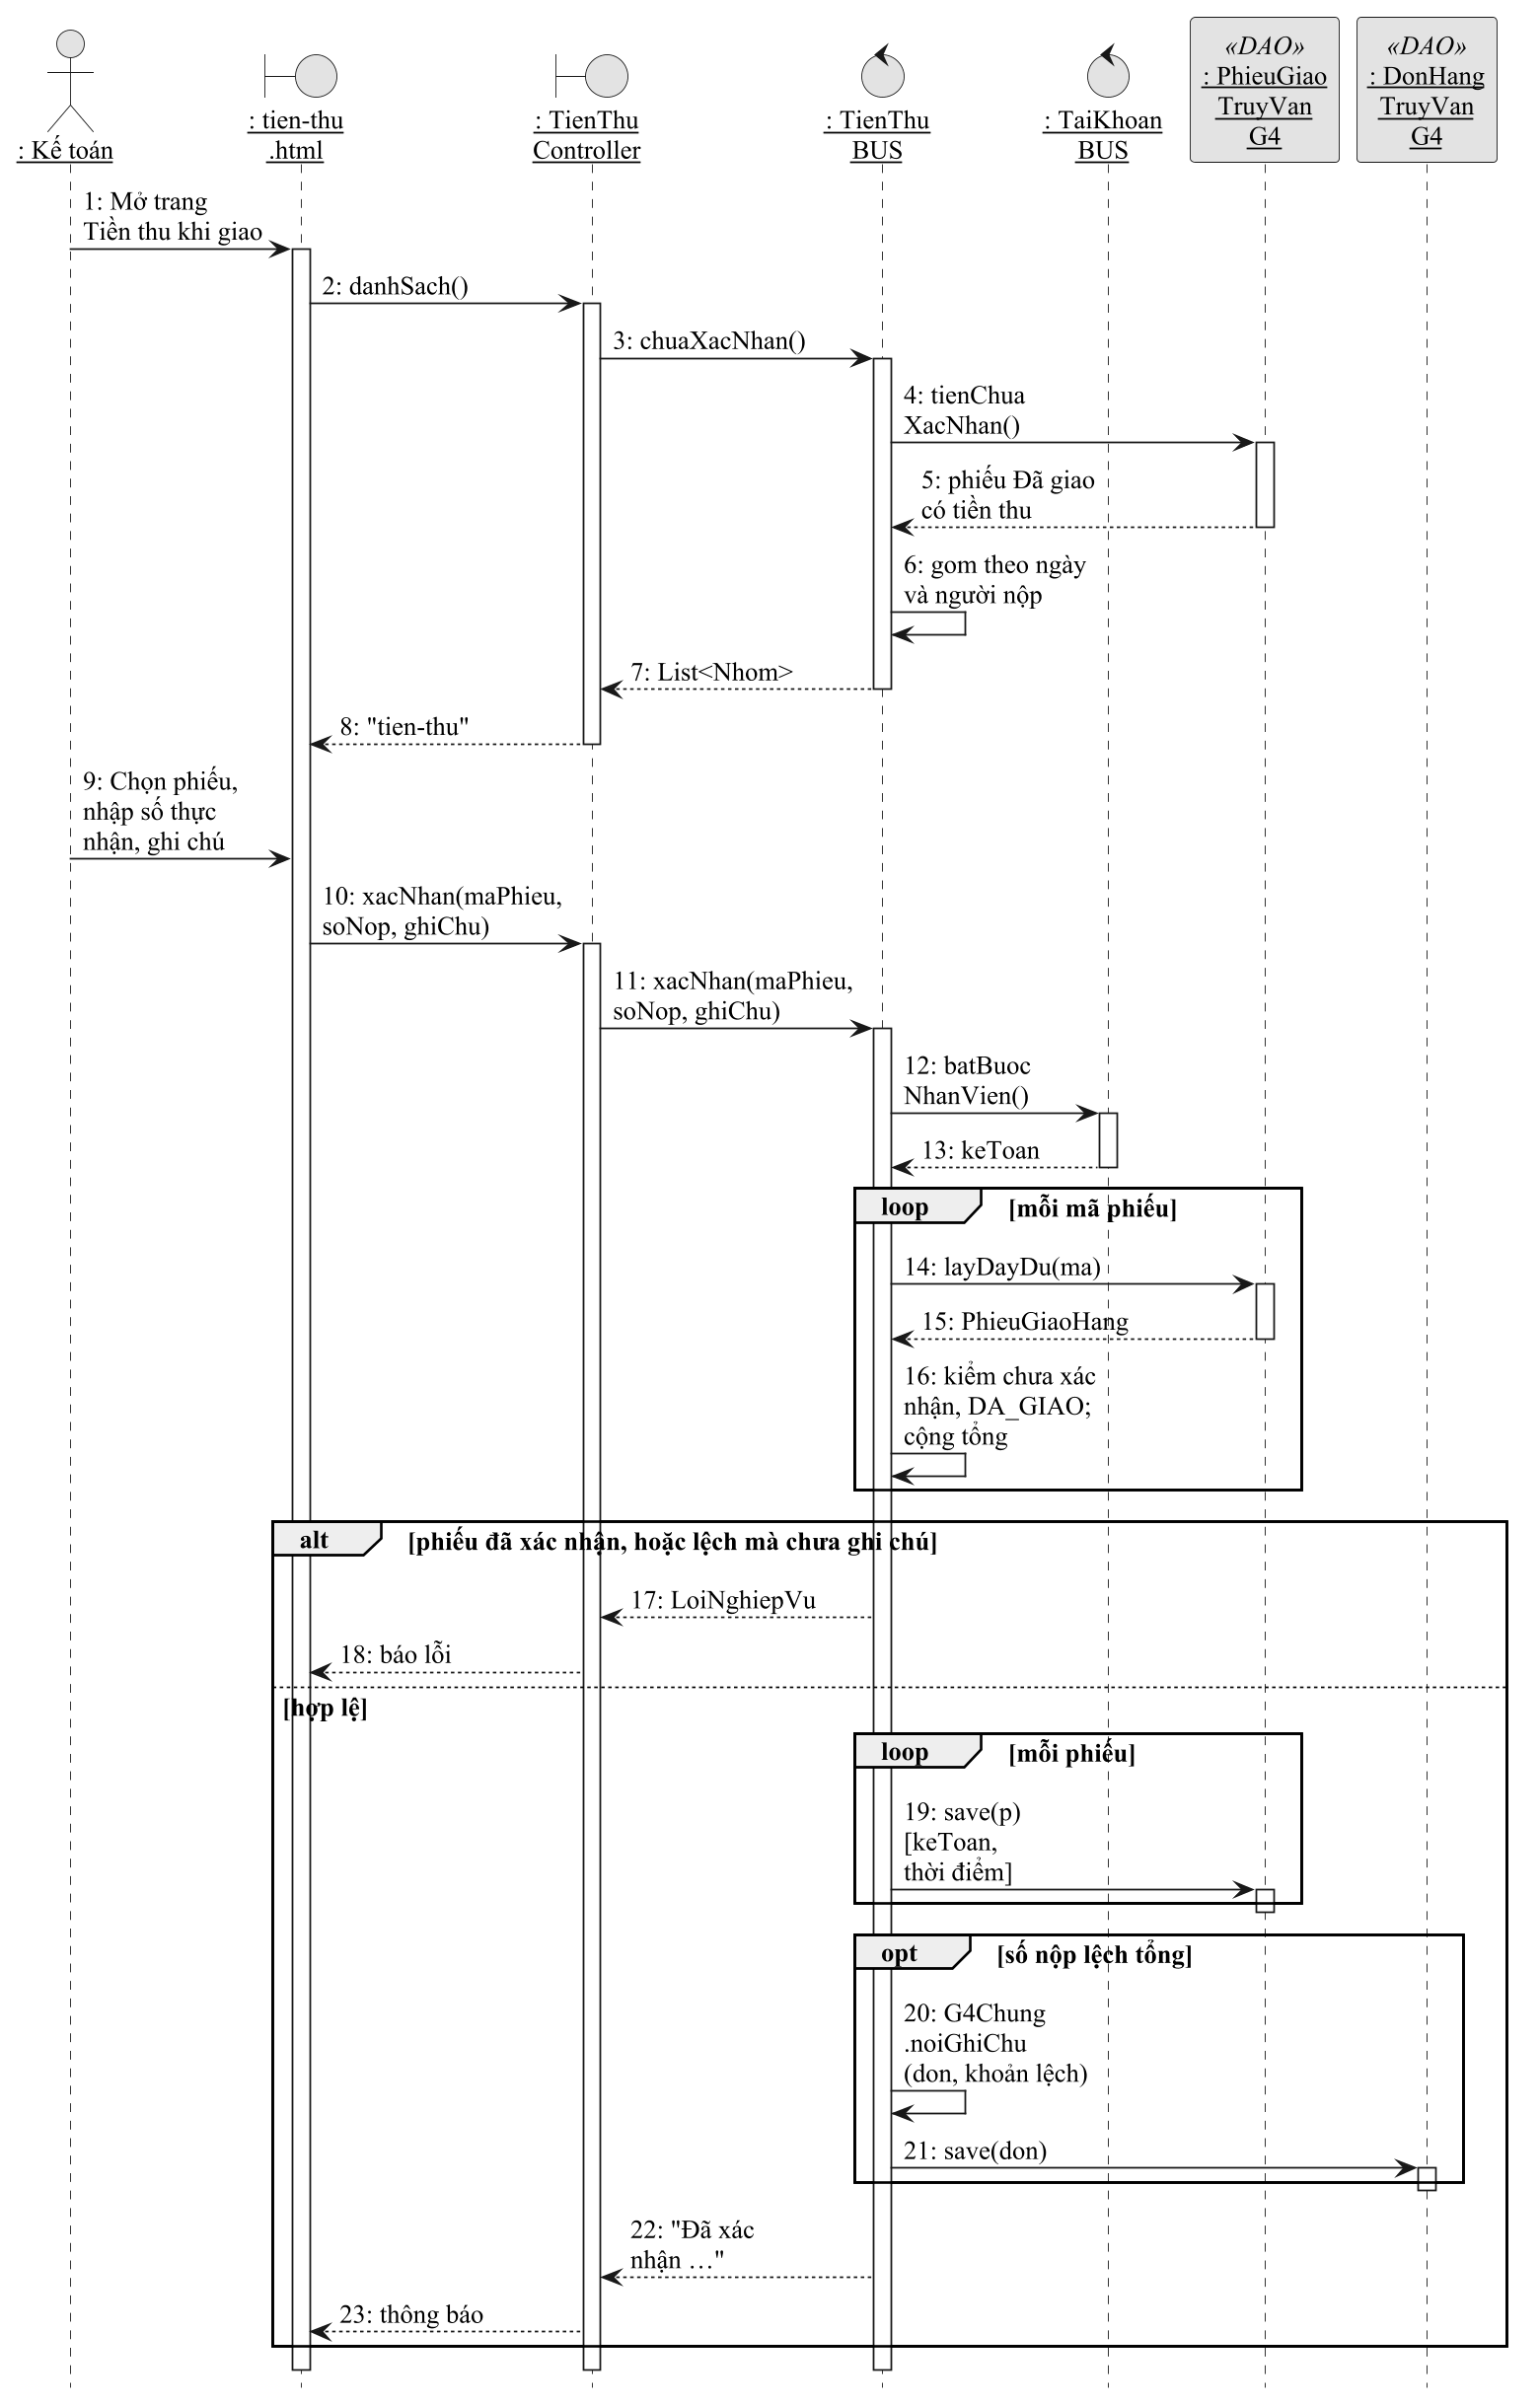 : Kế toán
: tien-thu
.html
: TienThu
Controller
: TienThu
BUS
: TaiKhoan
BUS
«DAO»
: PhieuGiao
TruyVan
G4
«DAO»
: DonHang
TruyVan
G4
1: Mở trang
Tiền thu khi giao
2: danhSach()
3: chuaXacNhan()
4: tienChua
XacNhan()
5: phiếu Đã giao
có tiền thu
6: gom theo ngày
và người nộp
7: List<Nhom>
8: "tien-thu"
9: Chọn phiếu,
nhập số thực
nhận, ghi chú
10: xacNhan(maPhieu,
soNop, ghiChu)
11: xacNhan(maPhieu,
soNop, ghiChu)
12: batBuoc
NhanVien()
13: keToan
loop [mỗi mã phiếu]
14: layDayDu(ma)
15: PhieuGiaoHang
16: kiểm chưa xác
nhận, DA_GIAO;
cộng tổng
alt [phiếu đã xác nhận, hoặc lệch mà chưa ghi chú]
17: LoiNghiepVu
18: báo lỗi
[hợp lệ]
loop [mỗi phiếu]
19: save(p)
[keToan,
thời điểm]
opt [số nộp lệch tổng]
20: G4Chung
.noiGhiChu
(don, khoản lệch)
21: save(don)
22: "Đã xác
nhận …"
23: thông báo